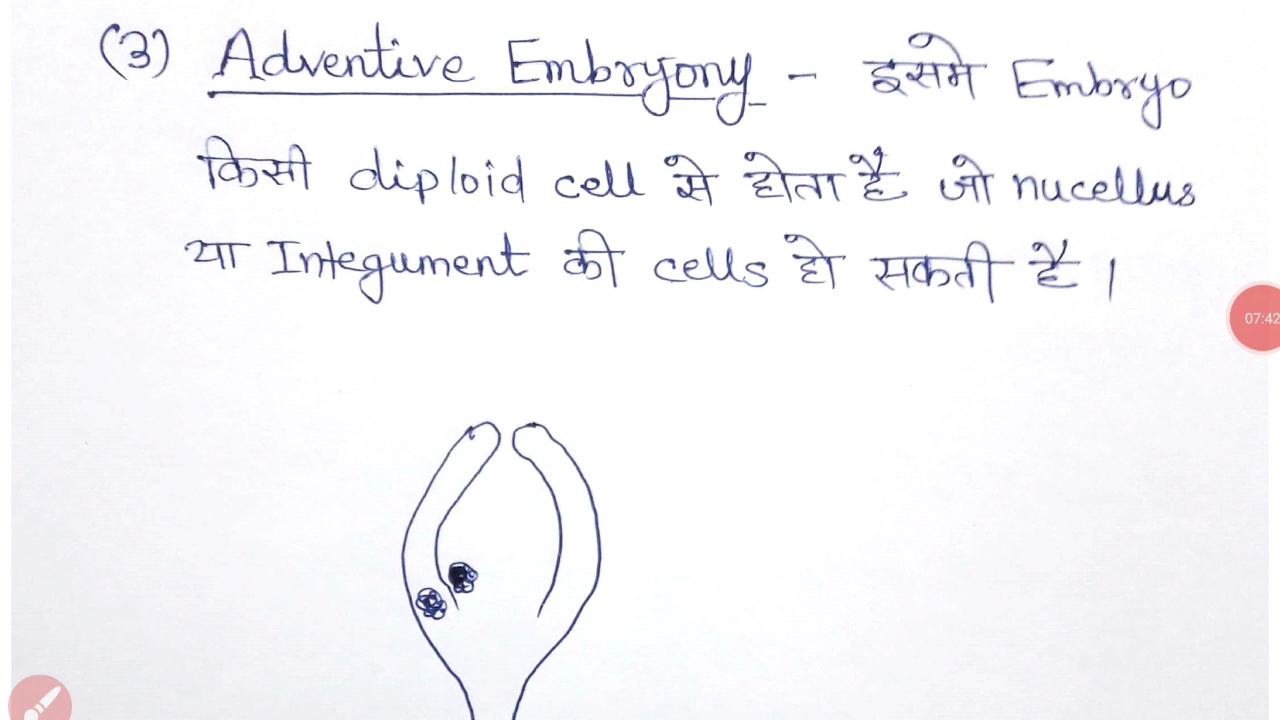 (3) Adventive Embryony - इसमे Embryo
किसी diploid cell से होता है जो nucellus
या Integument की cells हो सकती है ।
07:42